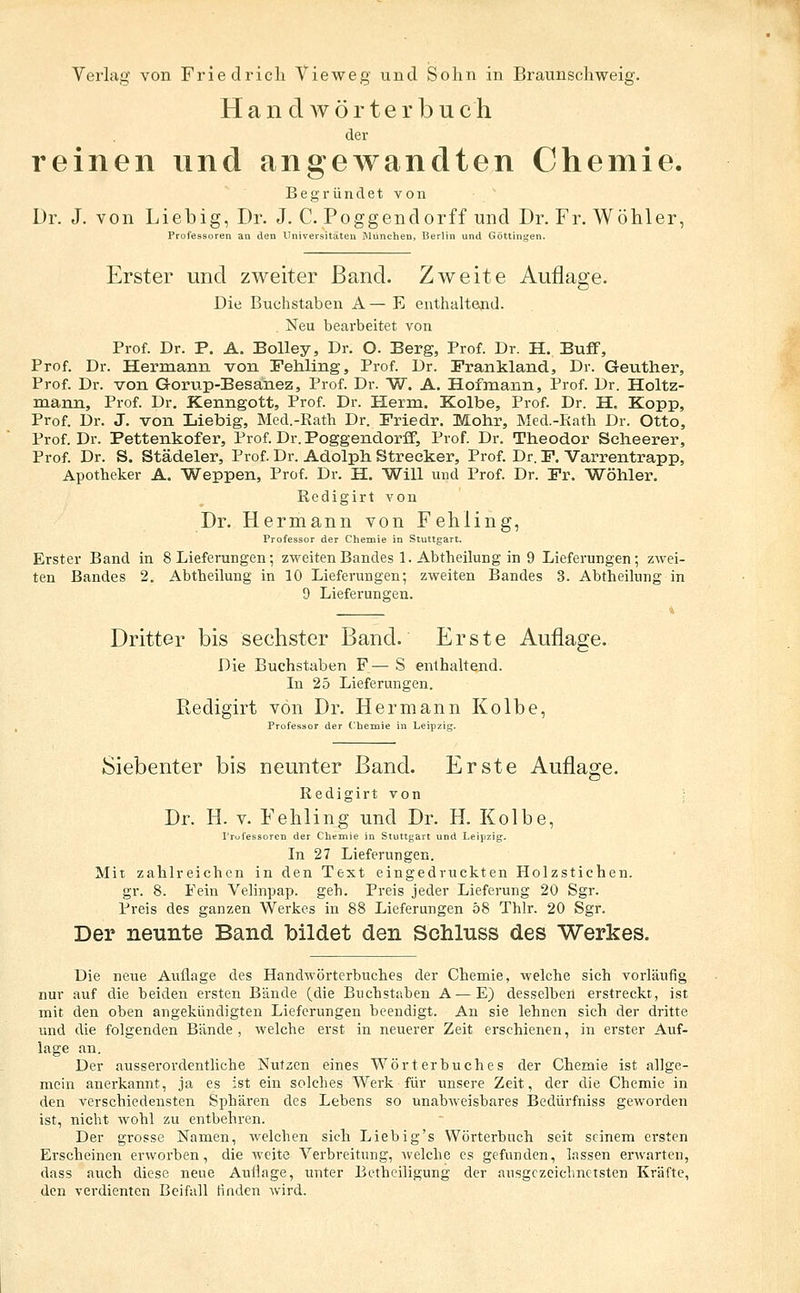 Verlag von Friedrich Vieweg und Sohn in Braunschweig.
Handwörterbuch
der
reinen und angewandten Chemie.
Begründet von
Dr. J. von Liebig, Dr. J. C. Poggendorff und Dr. Fr. Wöhler,
Professoren an den Universitäten München, Berlin und Göttingen.
Erster und zweiter Band. Zweite Auflage.
Die Buchstaben A — E enthaltend.
Neu bearbeitet von
Prof. Dr. P. A. Bolley, Dr. O. Berg, Prof. Dr. H. Buff,
Prof. Dr. Hermann von Fehling, Prof. Dr. Frankland, Dr. Geuther,
Prof. Dr. von Gorup-Besanez, Prof. Dr. W. A. Hofmann, Prof. Dr. Holtz-
mann, Prof. Dr. Kenngott, Prof. Dr. Herm. Kolbe, Prof. Dr. H. Kopp,
Prof. Dr. J. von Liebig, Med.-Rath Dr. Friedr. Mohr, Med.-Rath Dr. Otto,
Prof. Dr. Pettenkofer, Prof. Dr. Poggendorff, Prof. Dr. Theodor Scheerer,
Prof. Dr. S. Städeler, Prof. Dr. Adolph Strecker, Prof. Dr. F. Varrentrapp,
Apotheker A. Weppen, Prof. Dr. H. Will und Prof. Dr. Fr. Wöhler.
Redigirt von
Dr. Hermann von Fehling,
Professor der Chemie in Stuttgart.
Erster Band in 8 Lieferungen; zweiten Bandes 1. Abtheilung in 9 Lieferungen; zwei-
ten Bandes 2. Abtheilung in 10 Lieferungen; zweiten Bandes 3. Abtheilung in
9 Lieferungen.
Dritter bis sechster Band. Erste Auflage.
Die Buchstaben F — S enthaltend.
In 25 Lieferungen.
Redigirt von Dr. Hermann Kolbe,
Professor der Chemie in Leipzig.
Siebenter bis neunter Band. Erste Auflage.
Redigirt von
Dr. H. v. Fehling und Dr. H. Kolbe,
Professoren der Chemie in Stuttgart und Leipzig.
In 27 Lieferungen.
Mit zahlreichen in den Text eingedruckten Holzstichen.
gr. 8. Fein Velinpap. geh. Preis jeder Lieferung 20 Sgr.
Preis des ganzen Werkes in 88 Lieferungen 58 Thlr. 20 Sgr.
Der neunte Band bildet den Schluss des Werkes.
Die neue Auflage des Handwörterbuches der Chemie, welche sich vorläufig
nur auf die beiden ersten Bände (die Buchstaben A — E) desselben erstreckt, ist
mit den oben angekündigten Lieferungen beendigt. An sie lehnen sich der dritte
und die folgenden Bände, welche erst in neuerer Zeit erschienen, in erster Auf-
lage an.
Der ausserordentliche Nutzen eines Wörterbuches der Chemie ist allge-
mein anerkannt, ja es ist ein solches Werk für unsere Zeit, der die Chemie in
den verschiedensten Sphären des Lebens so unabweisbares Bedürfniss geworden
ist, nicht wohl zu entbehren.
Der grosse Namen, welchen sich Liebig's Wörterbuch seit seinem ersten
Erscheinen erworben, die weite Verbreitung, welche es gefunden, lassen erwarten,
dass auch diese neue Auflage, unter Betheiligung der ausgezeichnetsten Kräfte,
den verdienten Beifall finden wird.